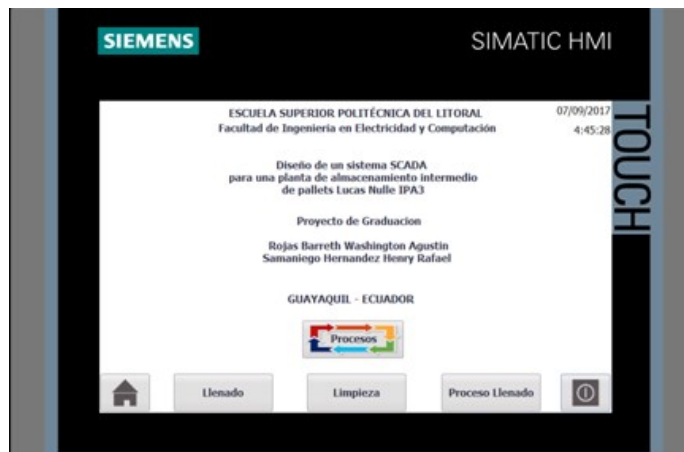 SIEMENS
SIMATIC HMI
TOUCH
ESCUELA SUPERIOR POLITÉCNICA DEL LITORAL
Facultad de Ingenieria en Electricidad y Computación
07/09/2017
4:45:28
Diseño de un sistema SCADA
para una planta de almacenamiento intermedio
de pallets Lucas Nulle IPA3
Proyecto de Graduacion
Rojas Barreth Washington Agustin
Samaniego Hernandez Henry Rafael
GUAYAQUIL - ECUADOR
Procesos
Llenado
Limpieza
Proceso Llenado